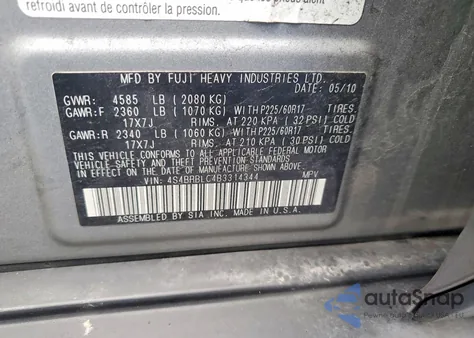 refroidi avant de contrôler la pression.
MFD BY FUJI HEAVY INDUSTRIES LTD.
DATE: 05/10
GVWR: 4585 LB (2080 KG)
GAWR:F 2360 LB (1070 KG) WITH P225/60R17 TIRES.
17X7J RIMS, AT 220 KPA (32 PSI) COLD
GAWR:R 2340 LB (1060 KG) WITH P225/60R17 TIRES.
17X7J RIMS, AT 210 KPA (30 PSI) COLD
THIS VEHICLE CONFORMS TO ALL APPLICABLE FEDERAL MOTOR
VEHICLE SAFETY AND THEFT PREVENTION STANDARDS
IN EFFECT ON THE DATE OF MANUFACTURE SHOWN ABOVE.
VIN: 4S4BRBLC4B3314344 MPV
ASSEMBLED BY SIA INC. MADE IN U.S.A.
autoSnap